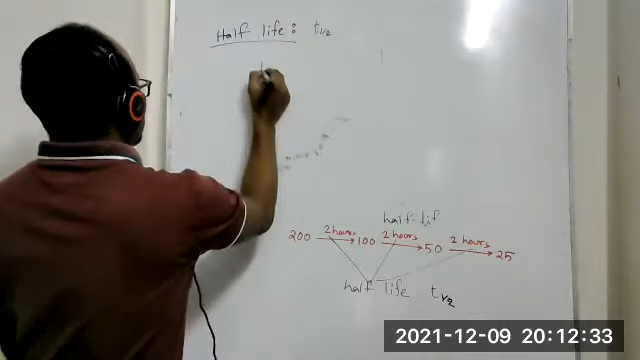 Half life: t1/2
half-lif
2 hours 2 hours 2 hours
200 100 50 25
half life t1/2
2021-12-09 20:12:33